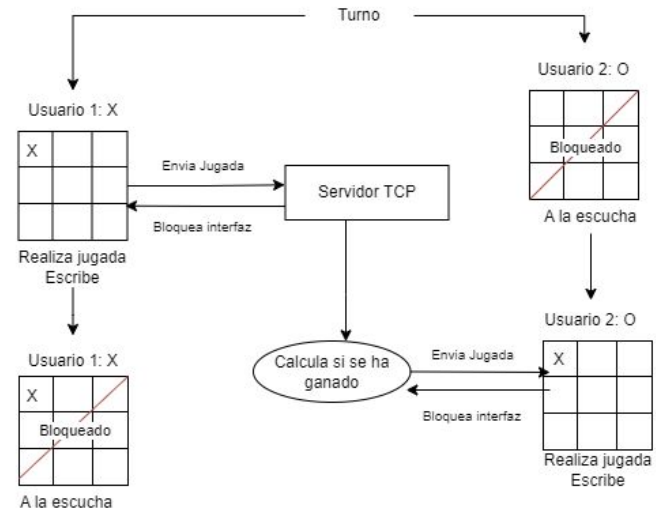 Turno
Usuario 1: X
X
Realiza jugada
Escribe
Envia Jugada
Bloquea interfaz
Servidor TCP
Usuario 2: O
Bloqueado
A la escucha
Usuario 1: X
X
Bloqueado
A la escucha
Calcula si se ha
ganado
Envia Jugada
Bloquea interfaz
Usuario 2: O
X
Realiza jugada
Escribe